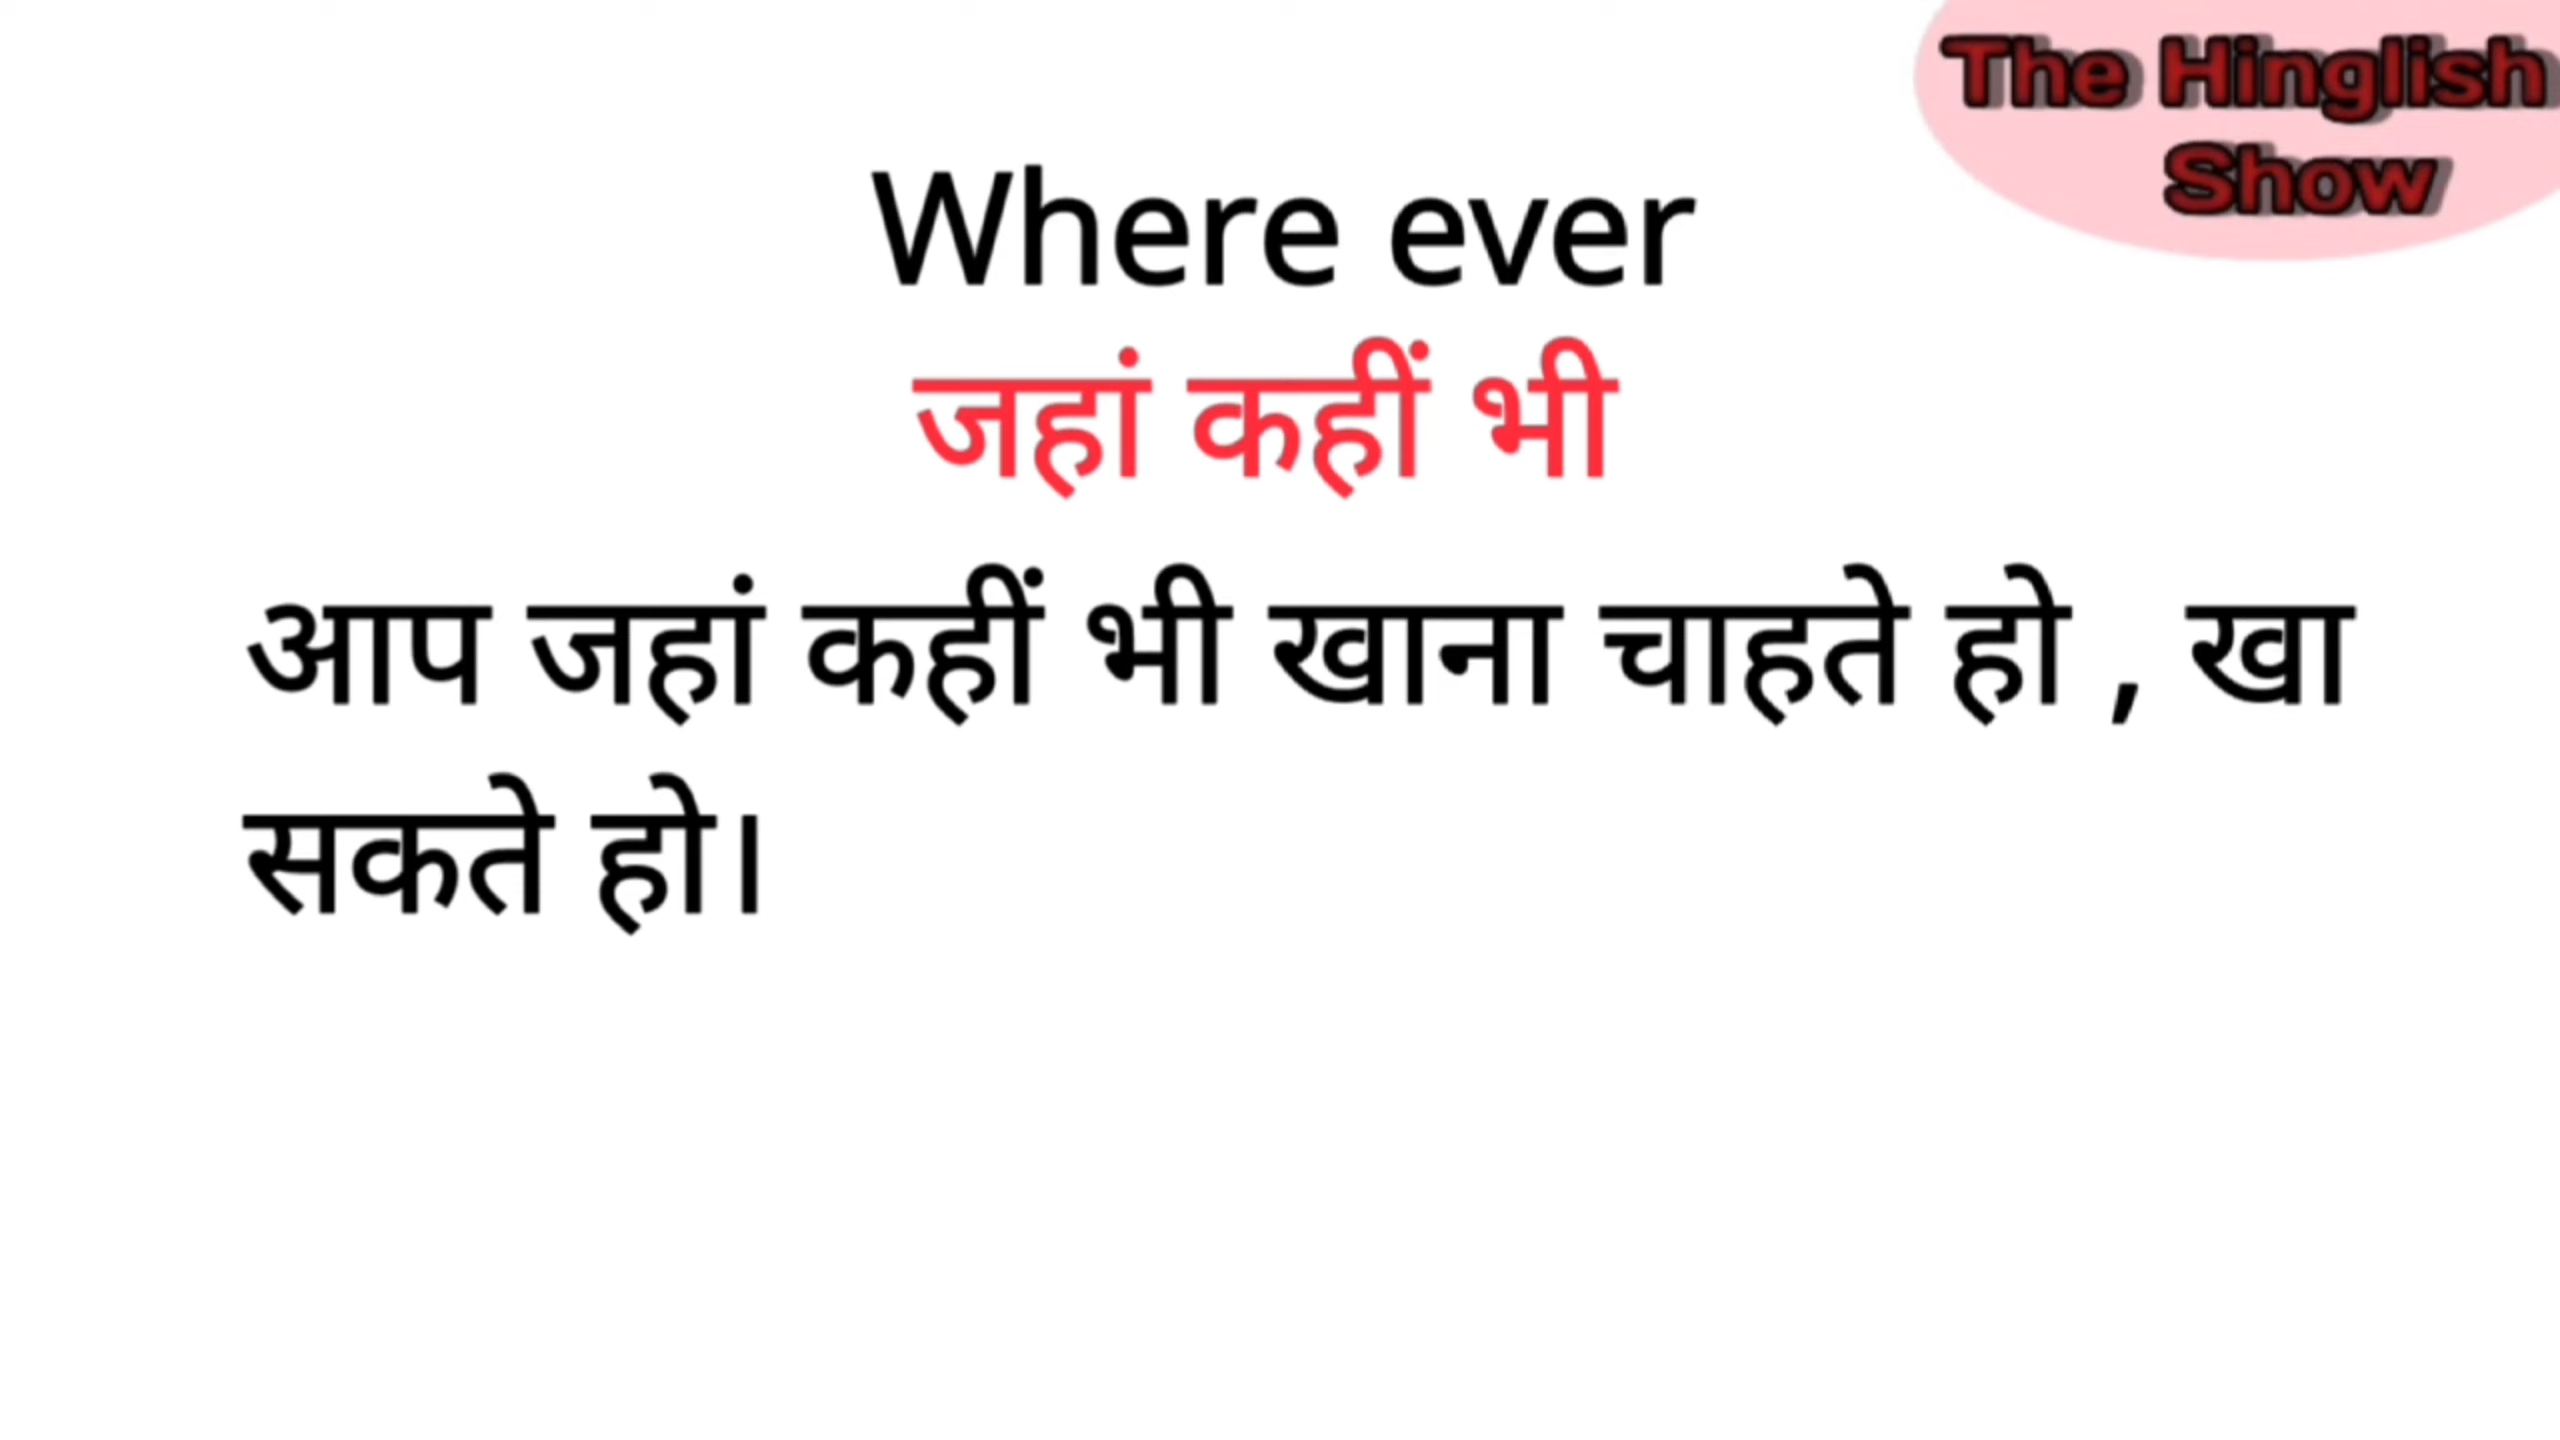 The Hinglish
Show
Where ever
जहां कहीं भी
आप जहां कहीं भी खाना चाहते हो , खा
सकते हो।